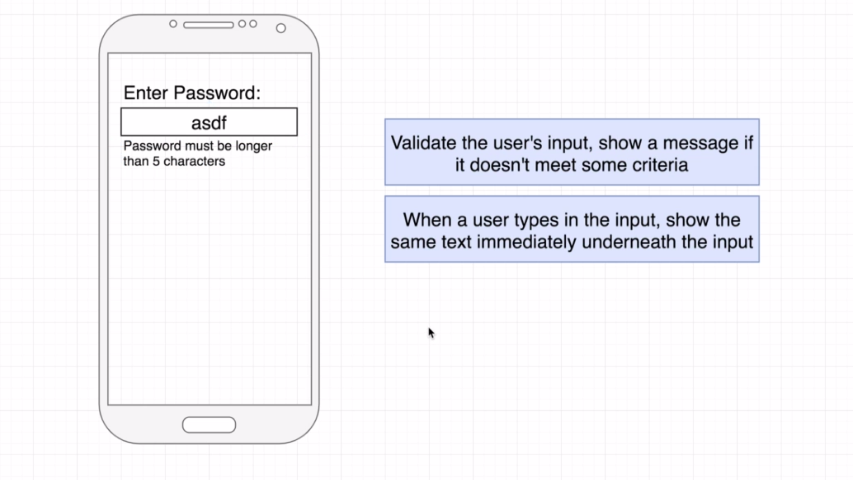 Enter Password:
asdf
Password must be longer
than 5 characters
Validate the user's input, show a message if
it doesn't meet some criteria
When a user types in the input, show the
same text immediately underneath the input